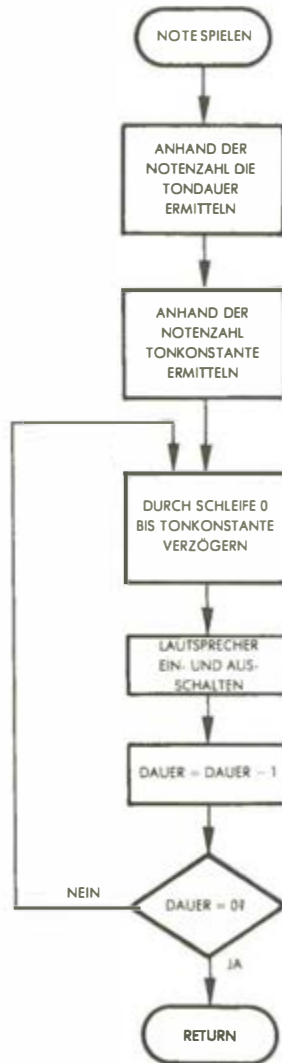 NOTE SPIELEN
ANHAND DER
NOTENZAHL DIE
TONDAUER
ERMITTELN
ANHAND DER
NOTENZAHL
TONKONSTANTE
ERMITTELN
DURCH SCHLEIFE 0
BIS TONKONSTANTE
VERZÖGERN
LAUTSPRECHER
EIN- UND AUS-
SCHALTEN
DAUER = DAUER – 1
DAUER = 0?
NEIN
JA
RETURN